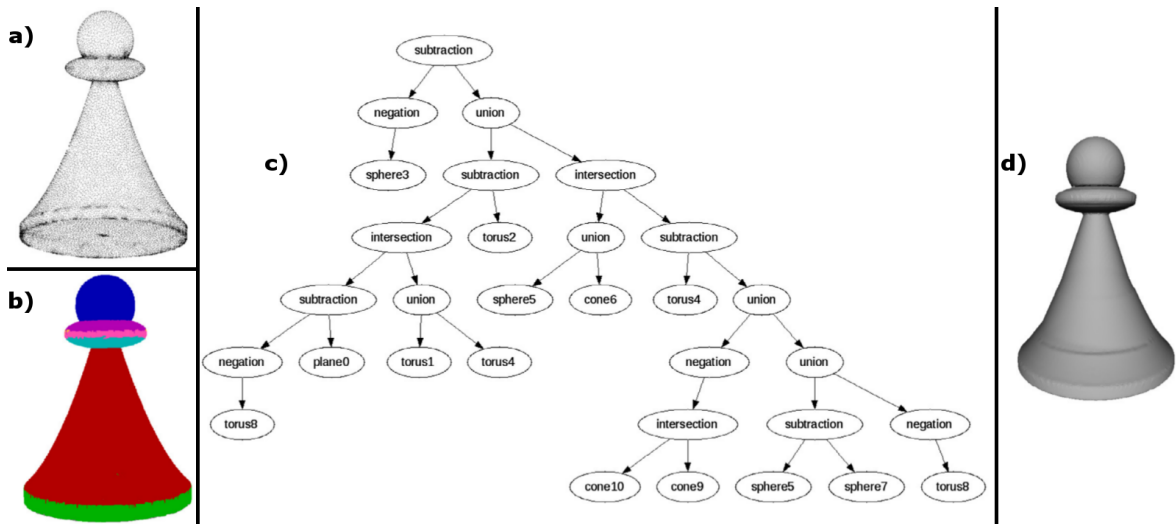 a)
b)
c)
d)
subtraction
negation union
sphere3 subtraction intersection
intersection torus2 union subtraction
subtraction union sphere5 cone6 torus4 union
negation plane0 torus1 torus4 negation union
torus8 intersection subtraction negation
cone10 cone9 sphere5 sphere7 torus8